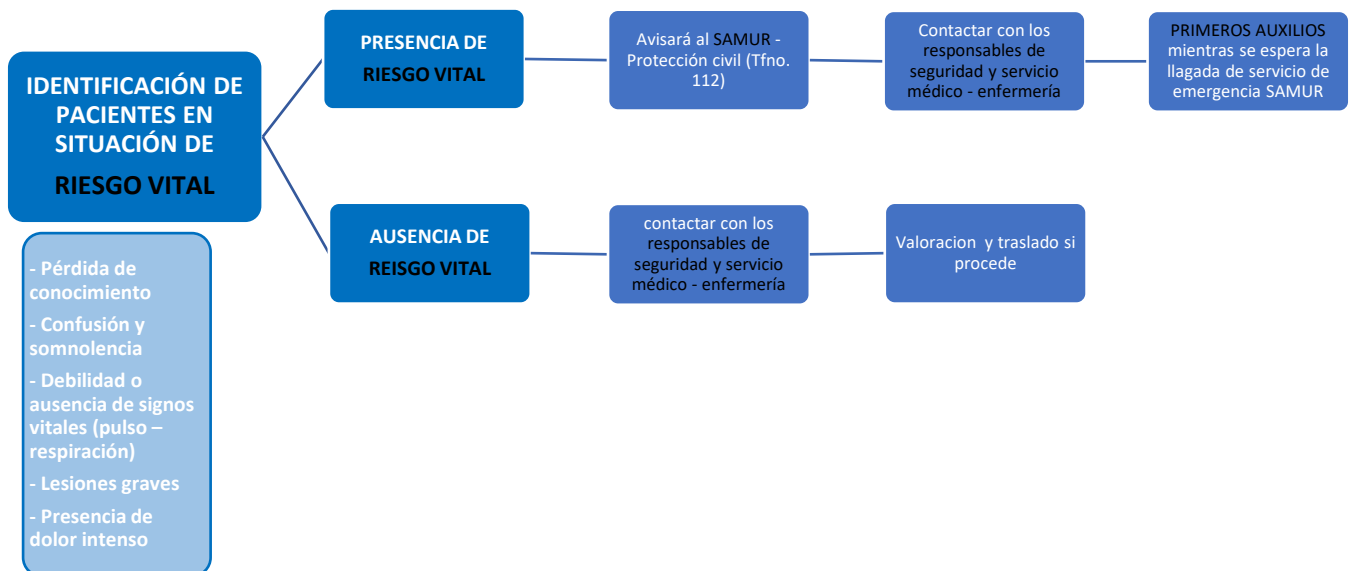 IDENTIFICACIÓN DE
PACIENTES EN
SITUACIÓN DE
RIESGO VITAL
- Pérdida de
conocimiento
- Confusión y
somnolencia
- Debilidad o
ausencia de signos
vitales (pulso –
respiración)
- Lesiones graves
- Presencia de
dolor intenso
PRESENCIA DE
RIESGO VITAL
Avisará al SAMUR -
Protección civil (Tfno.
112)
Contactar con los
responsables de
seguridad y servicio
médico - enfermería
PRIMEROS AUXILIOS
mientras se espera la
llagada de servicio de
emergencia SAMUR
AUSENCIA DE
REISGO VITAL
contactar con los
responsables de
seguridad y servicio
médico - enfermería
Valoracion y traslado si
procede